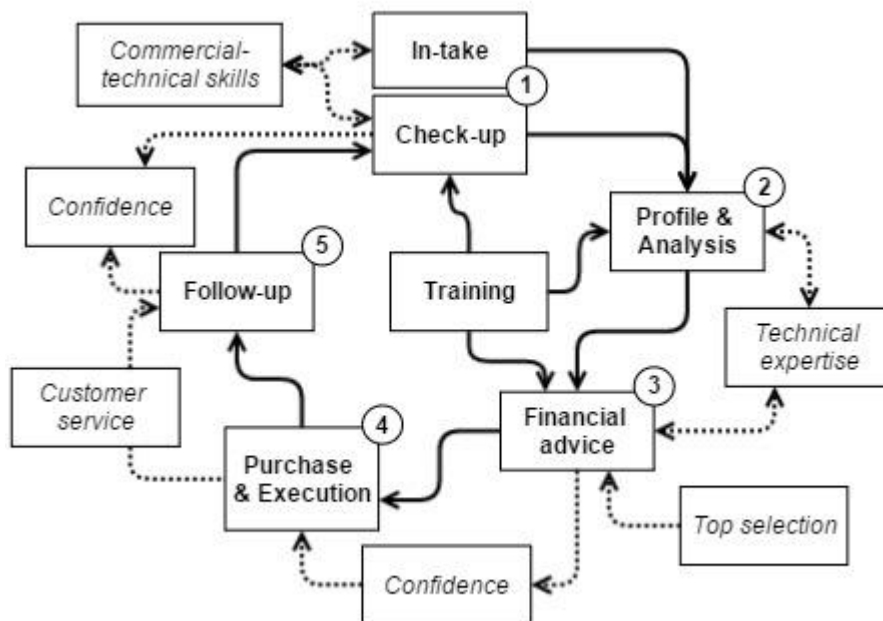 Commercial-
technical skills
In-take
1
Check-up
2
Confidence
Profile &
Analysis
5
Follow-up
Training
Technical
expertise
3
Customer
service
4
Financial
advice
Purchase
& Execution
Top selection
Confidence